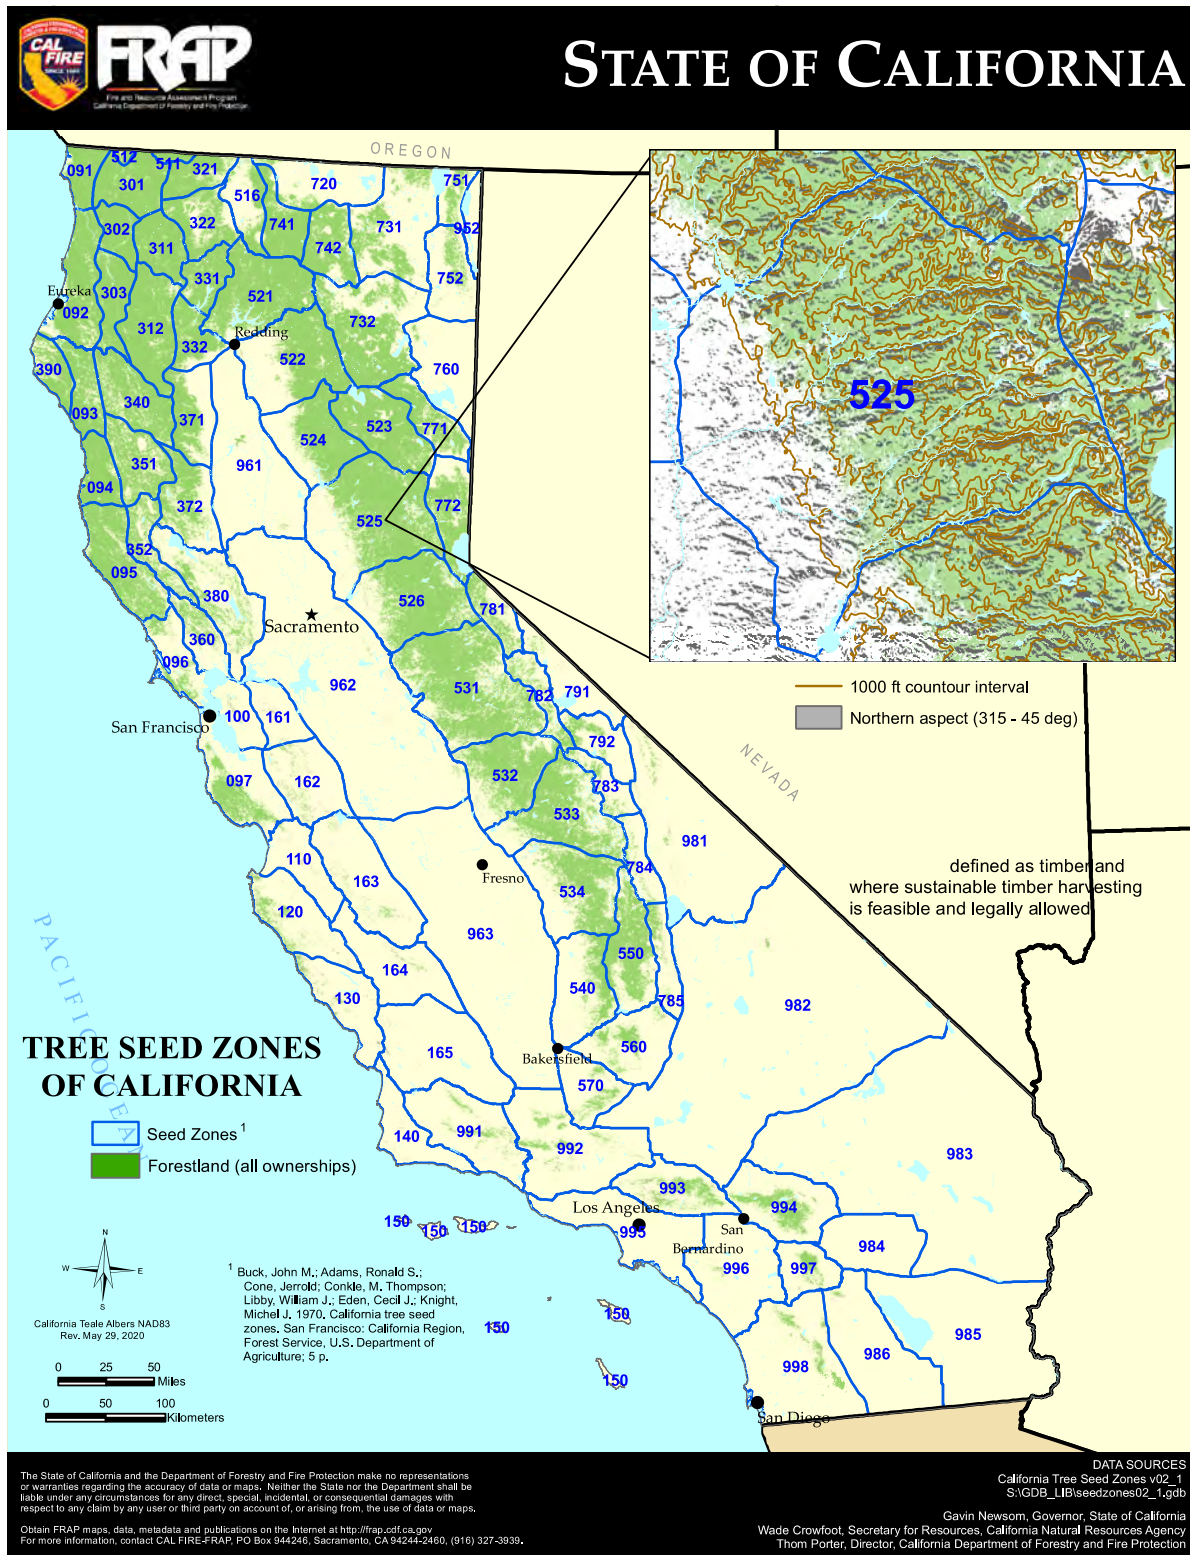 CAL
FIRE
SINCE 1885
FRAP
Fire and Resource Assessment Program
California Department of Forestry and Fire Protection
STATE OF CALIFORNIA
OREGON
091
512
511
321
301
516
720
751
302
322
741
731
952
311
742
331
752
Eureka
303
521
092
312
732
Redding
332
522
390
760
340
093
371
523
771
524
351
961
094
372
772
525
352
095
380
526
781
Sacramento
360
096
962
531
782
791
San Francisco
100
161
792
097
162
532
783
533
981
110
784
163
Fresno
534
120
963
550
164
540
130
785
982
165
Bakersfield
560
570
140
991
992
983
993
994
Los Angeles
150
150
150
995
San
Bernardino
984
996
997
150
150
985
986
998
150
San Diego
525
1000 ft countour interval
Northern aspect (315 - 45 deg)
NEVADA
defined as timber and
where sustainable timber harvesting
is feasible and legally allowed
PACIFIC OCEAN
TREE SEED ZONES
OF CALIFORNIA
Seed Zones 1
Forestland (all ownerships)
N
W E
S
California Teale Albers NAD83
Rev. May 29, 2020
0 25 50
Miles
0 50 100
Kilometers
1 Buck, John M.; Adams, Ronald S.;
Cone, Jerrold; Conkle, M. Thompson;
Libby, William J.; Eden, Cecil J.; Knight,
Michel J. 1970. California tree seed
zones. San Francisco: California Region,
Forest Service, U.S. Department of
Agriculture; 5 p.
The State of California and the Department of Forestry and Fire Protection make no representations
or warranties regarding the accuracy of data or maps. Neither the State nor the Department shall be
liable under any circumstances for any direct, special, incidental, or consequential damages with
respect to any claim by any user or third party on account of, or arising from, the use of data or maps.
Obtain FRAP maps, data, metadata and publications on the Internet at http://frap.cdf.ca.gov
For more information, contact CAL FIRE-FRAP, PO Box 944246, Sacramento, CA 94244-2460, (916) 327-3939.
DATA SOURCES
California Tree Seed Zones v02_1
S:\GDB_LIB\seedzones02_1.gdb
Gavin Newsom, Governor, State of California
Wade Crowfoot, Secretary for Resources, California Natural Resources Agency
Thom Porter, Director, California Department of Forestry and Fire Protection